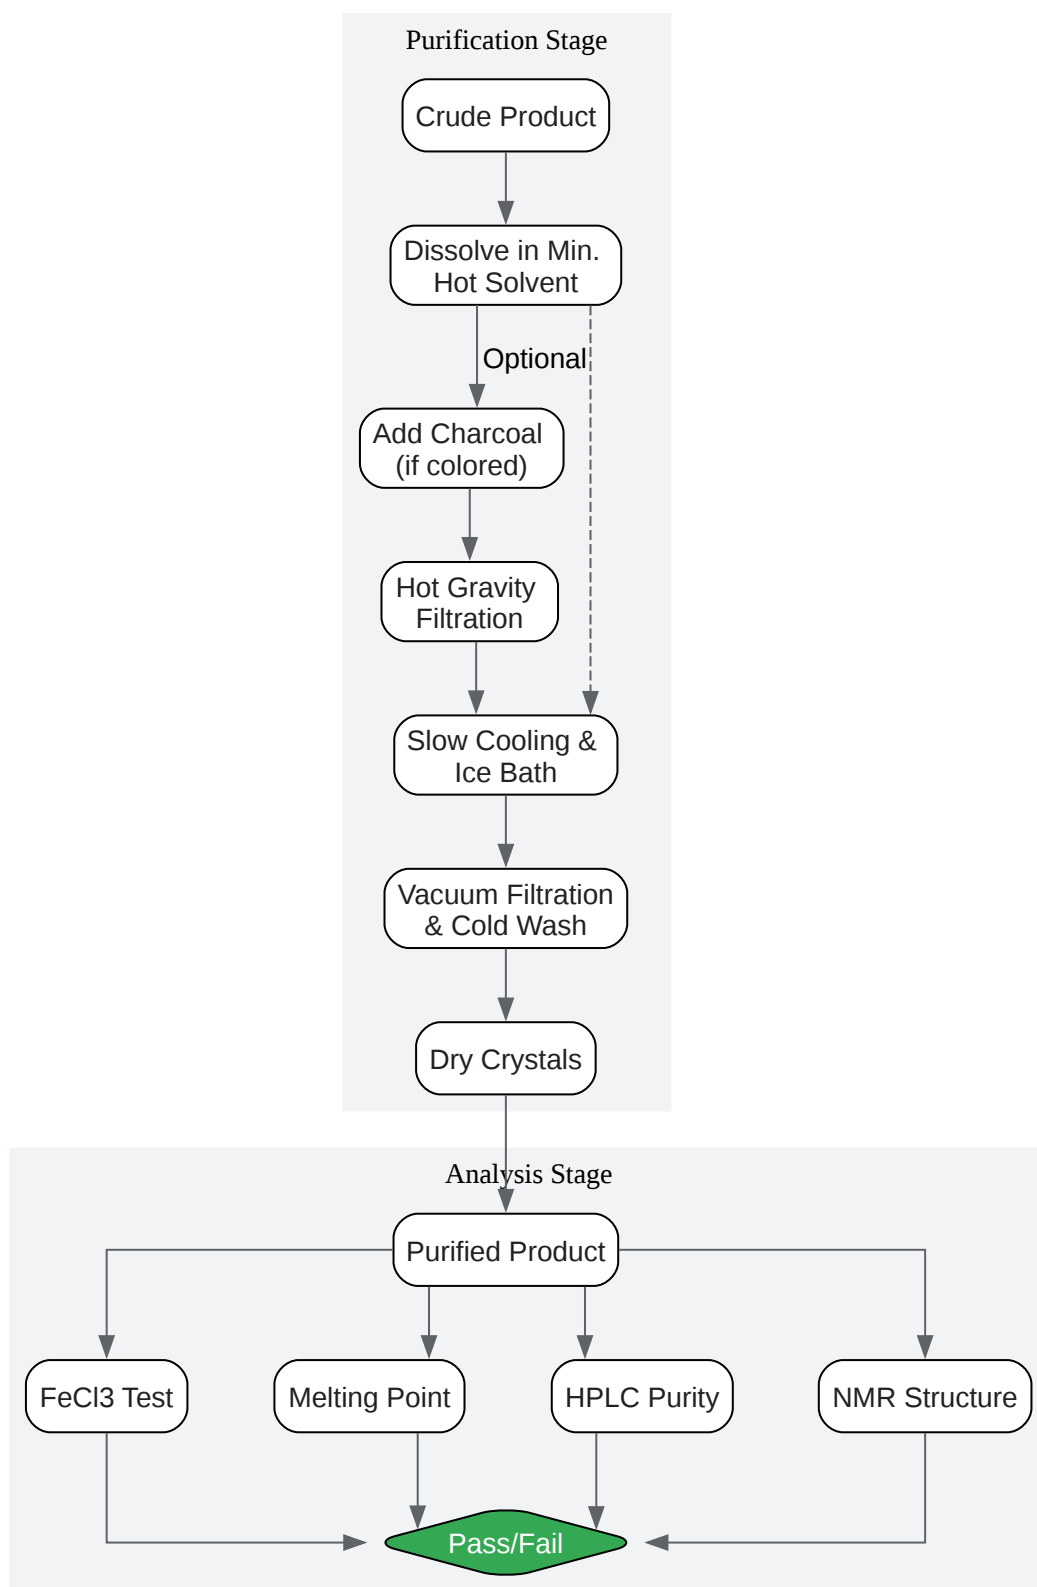 Purification Stage
Crude Product
Dissolve in Min.
Hot Solvent
Optional
Add Charcoal
(if colored)
Hot Gravity
Filtration
Slow Cooling &
Ice Bath
Vacuum Filtration
& Cold Wash
Dry Crystals
Analysis Stage
Purified Product
FeCl3 Test
Melting Point
HPLC Purity
NMR Structure
Pass/Fail